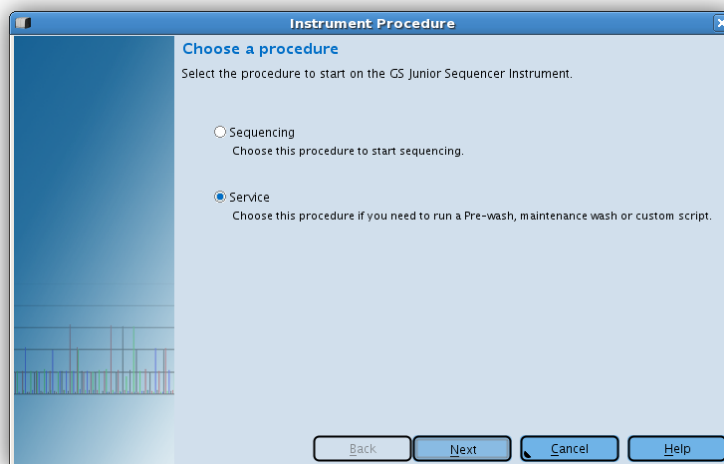 Instrument Procedure
Choose a procedure
Select the procedure to start on the GS Junior Sequencer Instrument.
Sequencing
Choose this procedure to start sequencing.
Service
Choose this procedure if you need to run a Pre-wash, maintenance wash or custom script.
Back Next Cancel Help